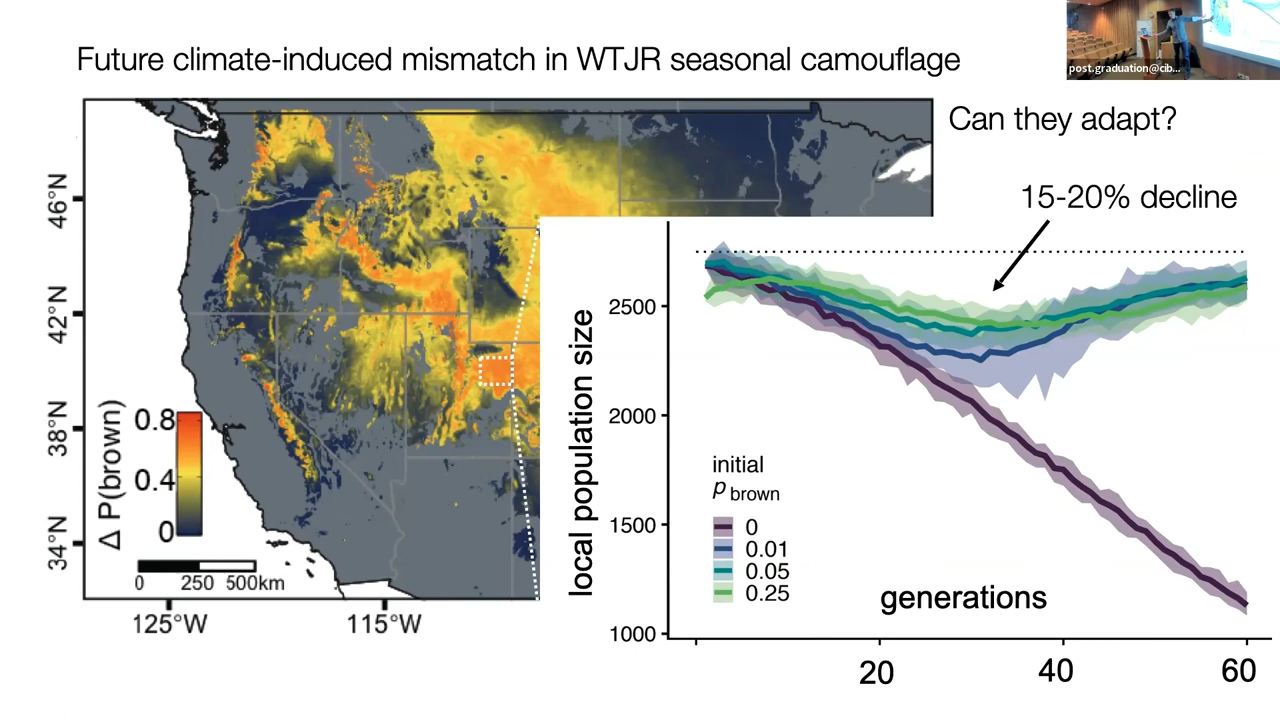 Future climate-induced mismatch in WTJR seasonal camouflage
post.graduation@cib...
Can they adapt?
15-20% decline
46°N
42°N
38°N
34°N
Δ P(brown)
0.8
0.4
0
0 250 500km
125°W 115°W
local population size
2500
2000
1500
1000
initial
p brown
0
0.01
0.05
0.25
generations
20 40 60